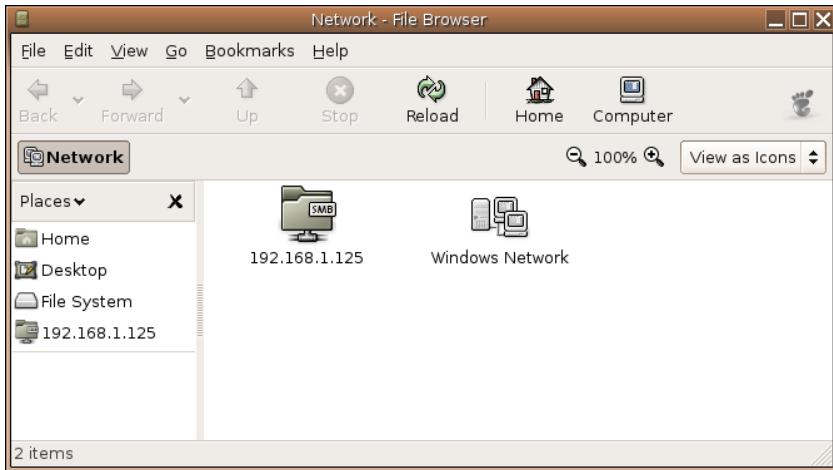 Network - File Browser
File Edit View Go Bookmarks Help
Back Forward Up Stop Reload Home Computer
Network 100% View as Icons
Places
SMB
192.168.1.125 Windows Network
Home
Desktop
File System
192.168.1.125
2 items